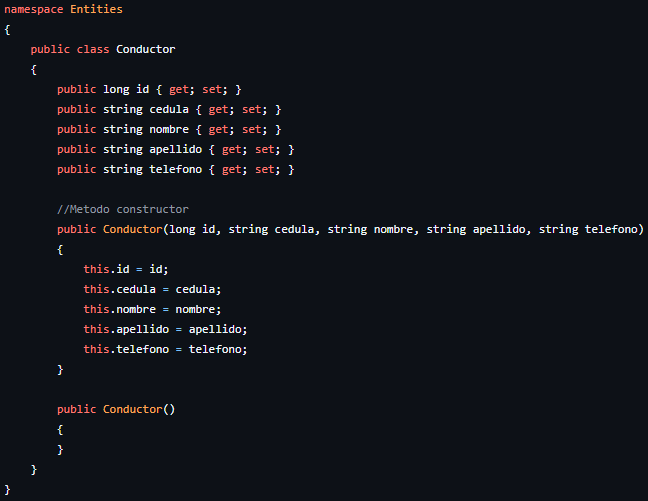 namespace Entities
{
    public class Conductor
    {
        public long id { get; set; }
        public string cedula { get; set; }
        public string nombre { get; set; }
        public string apellido { get; set; }
        public string telefono { get; set; }

        //Metodo constructor
        public Conductor(long id, string cedula, string nombre, string apellido, string telefono)
        {
            this.id = id;
            this.cedula = cedula;
            this.nombre = nombre;
            this.apellido = apellido;
            this.telefono = telefono;
        }

        public Conductor()
        {
        }
    }
}